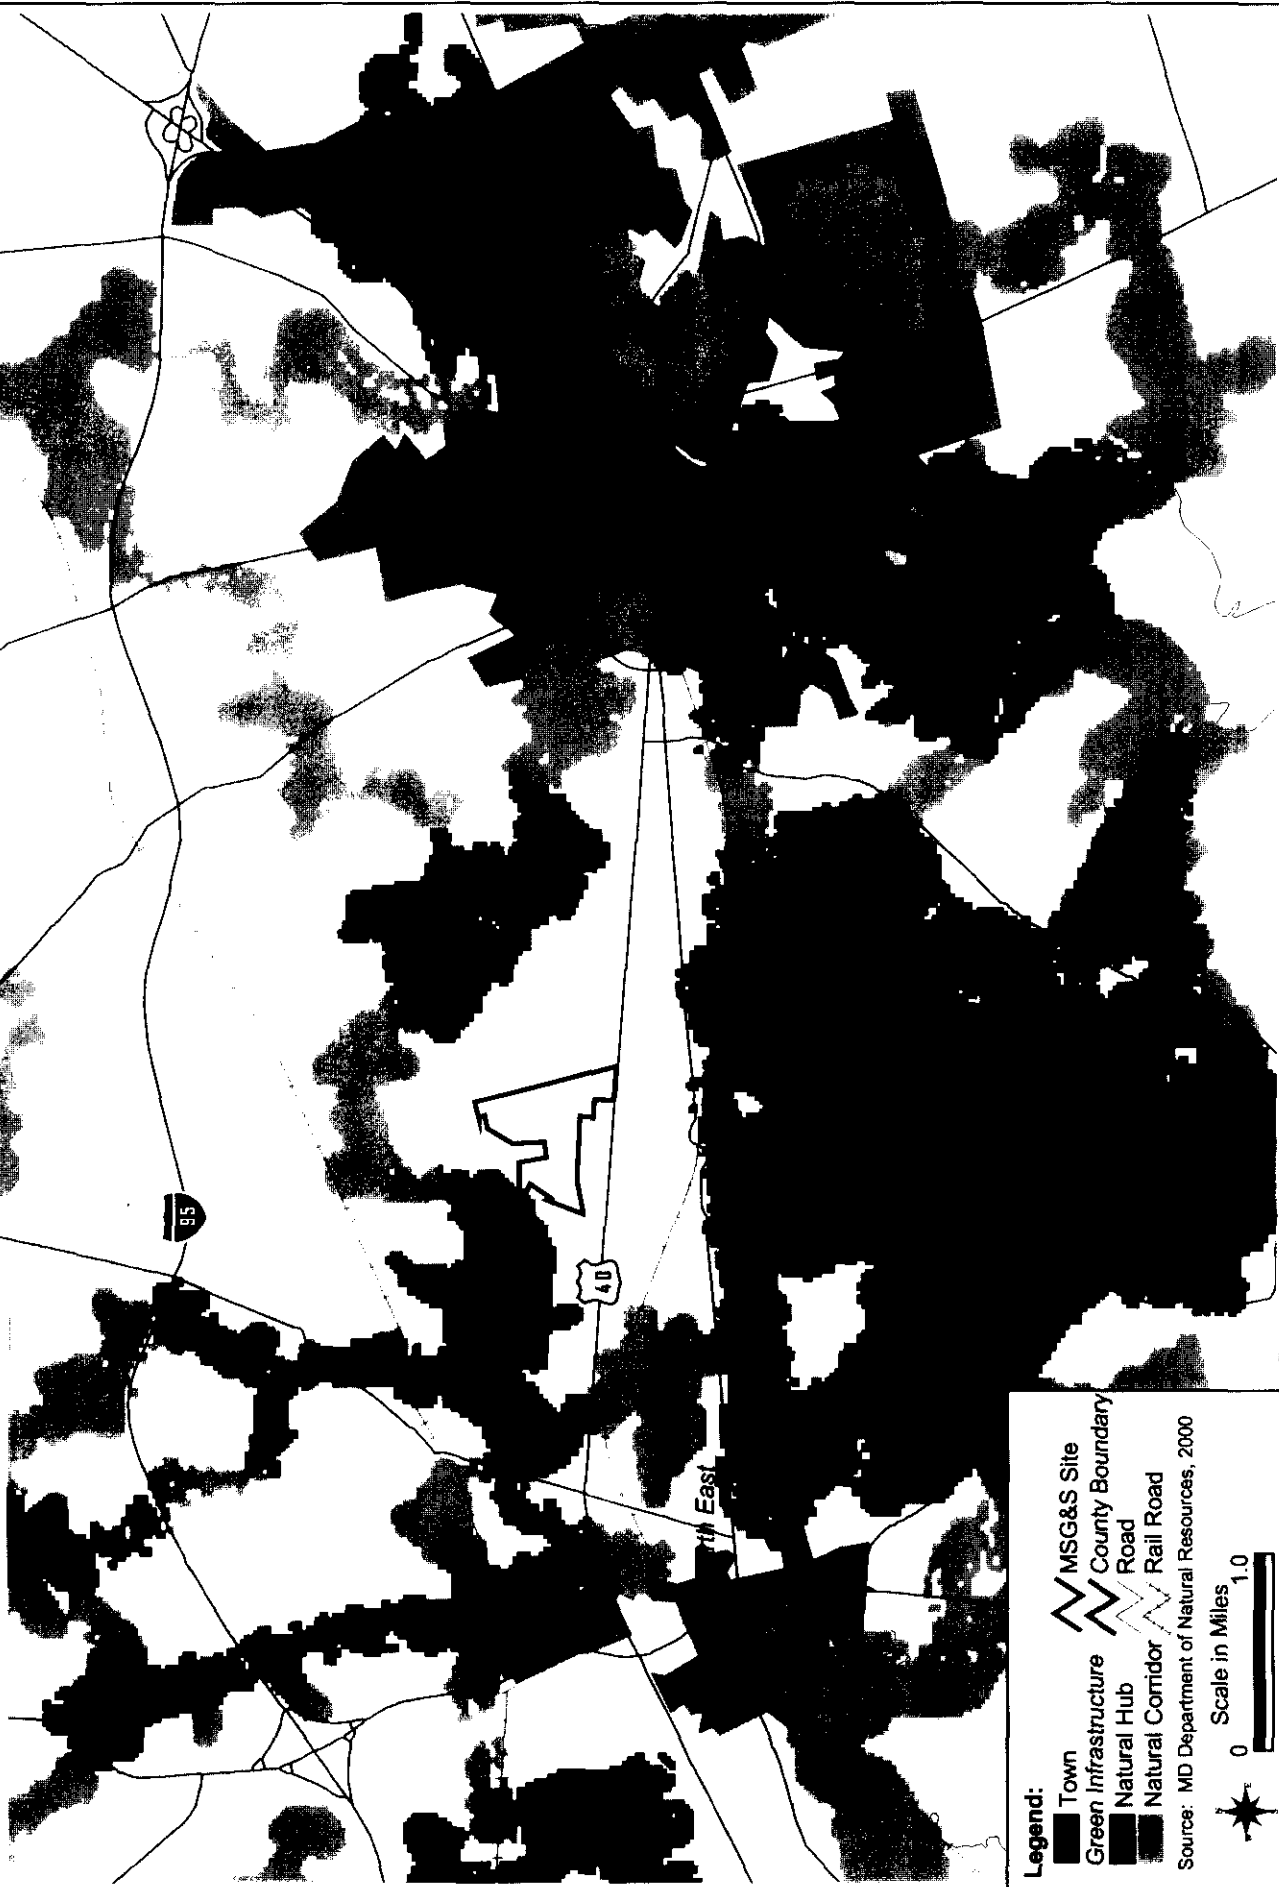 95
40
East
Legend:
Town
Green Infrastructure
Natural Hub
Natural Corridor
MSG&S Site
County Boundary
Road
Rail Road
Source: MD Department of Natural Resources, 2000
Scale in Miles
0 1.0